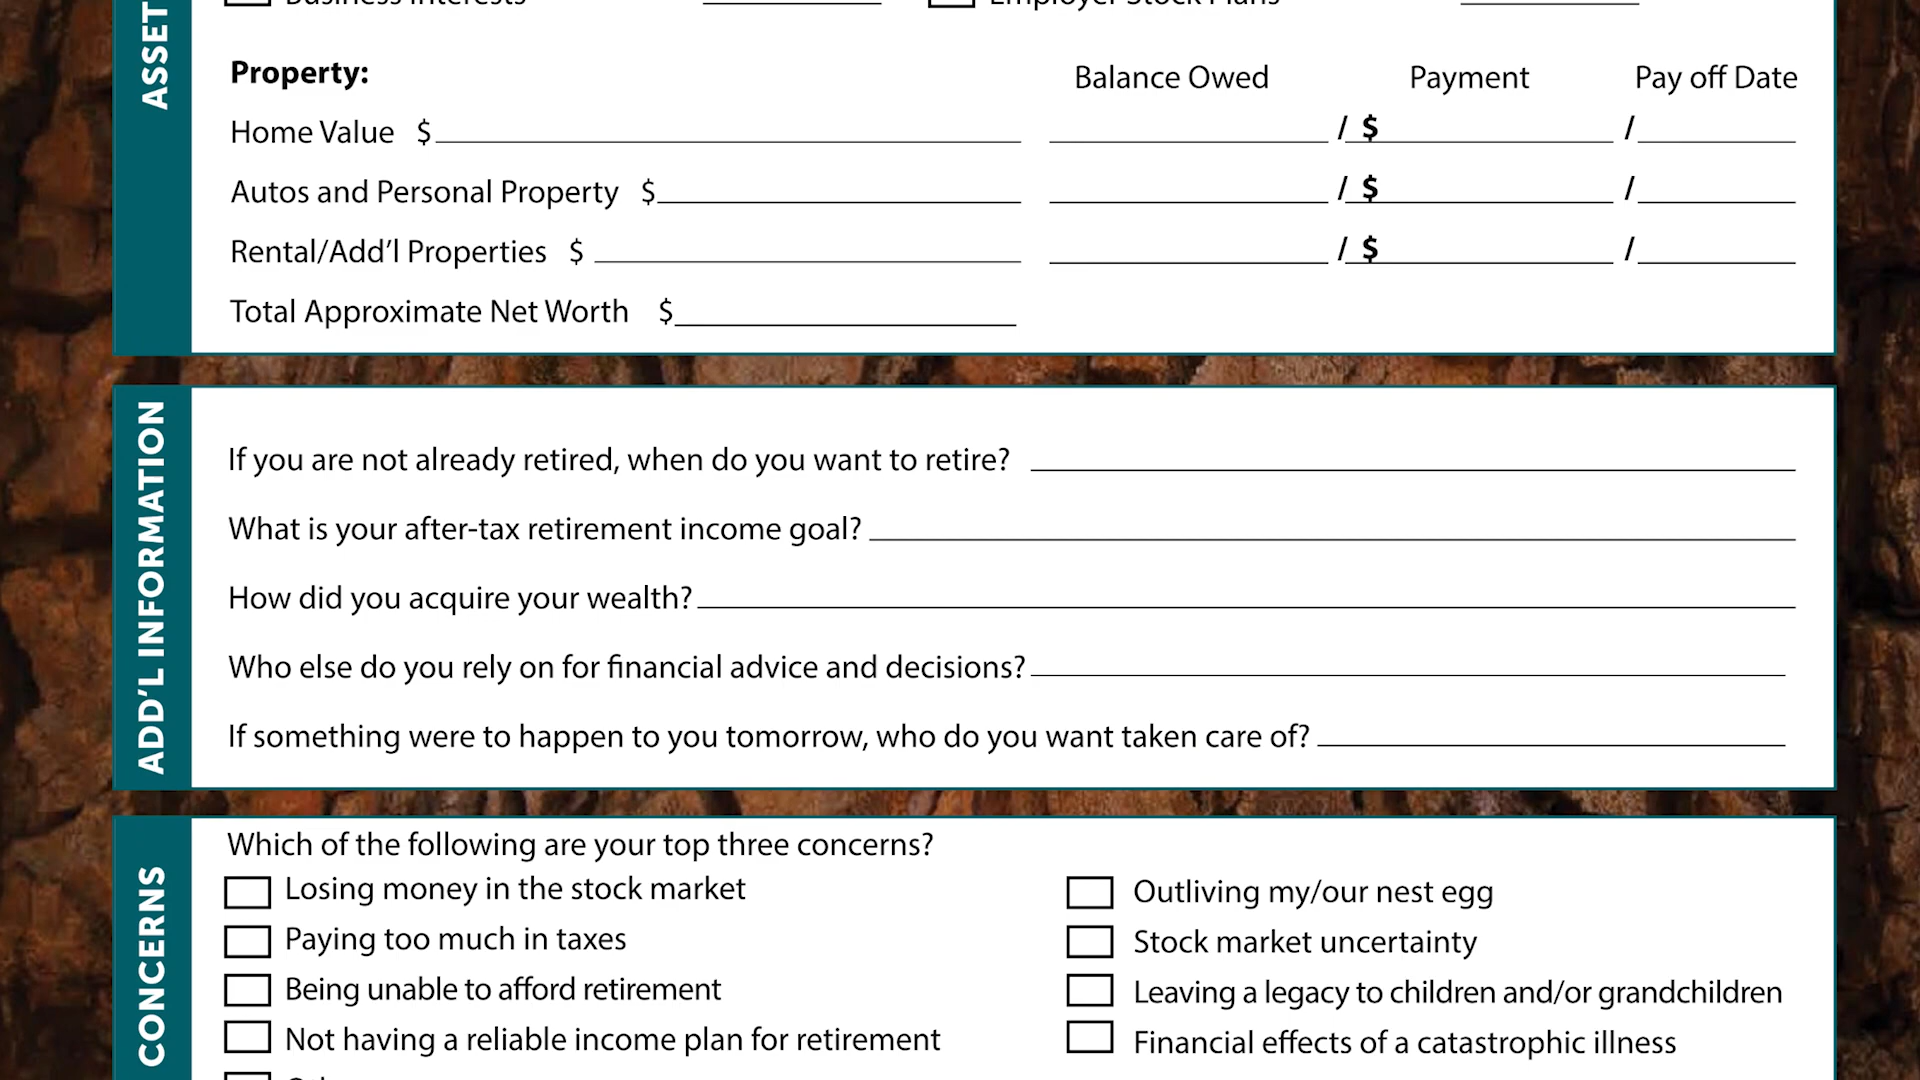 Business Interests Employer Stock Plans
ASSET
Property: Balance Owed Payment Pay off Date
Home Value $ / $ /
Autos and Personal Property $ / $ /
Rental/Add'l Properties $ / $ /
Total Approximate Net Worth $
ADD'L INFORMATION
If you are not already retired, when do you want to retire?
What is your after-tax retirement income goal?
How did you acquire your wealth?
Who else do you rely on for financial advice and decisions?
If something were to happen to you tomorrow, who do you want taken care of?
CONCERNS
Which of the following are your top three concerns?
Losing money in the stock market Outliving my/our nest egg
Paying too much in taxes Stock market uncertainty
Being unable to afford retirement Leaving a legacy to children and/or grandchildren
Not having a reliable income plan for retirement Financial effects of a catastrophic illness